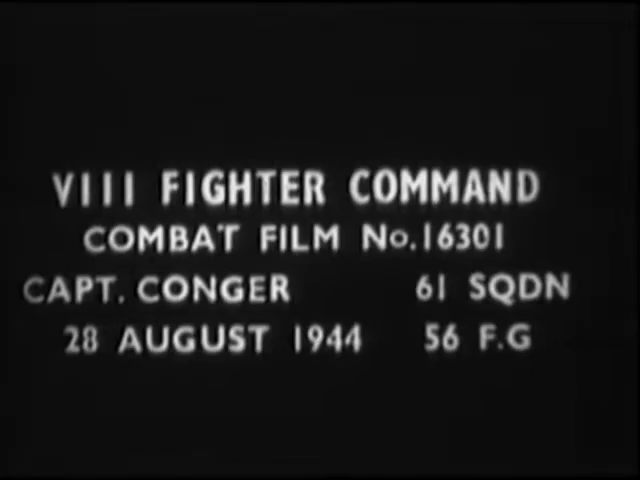 VIII FIGHTER COMMAND
COMBAT FILM No.16301
CAPT. CONGER 61 SQDN
28 AUGUST 1944 56 F.G